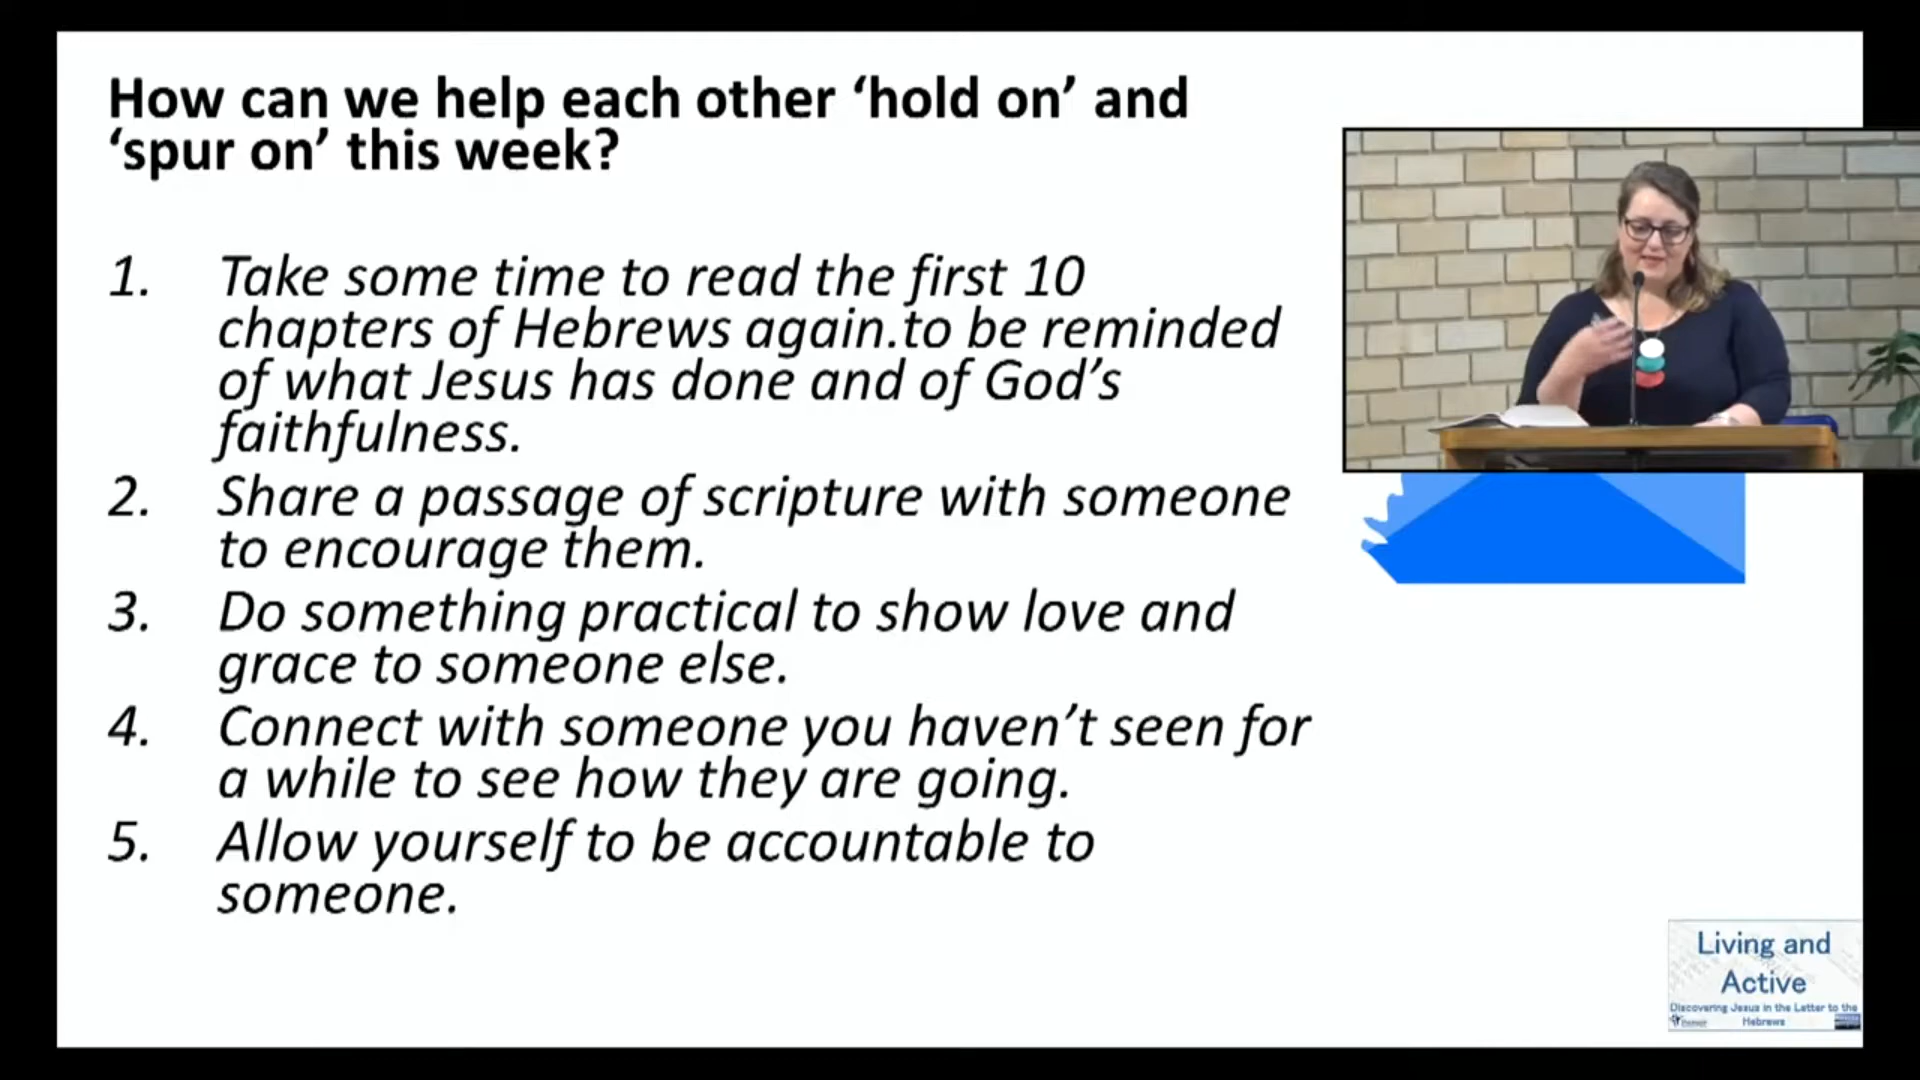 How can we help each other ‘hold on’ and
‘spur on’ this week?
1. Take some time to read the first 10
chapters of Hebrews again.to be reminded
of what Jesus has done and of God’s
faithfulness.
2. Share a passage of scripture with someone
to encourage them.
3. Do something practical to show love and
grace to someone else.
4. Connect with someone you haven’t seen for
a while to see how they are going.
5. Allow yourself to be accountable to
someone.
Living and
Active
Discovering Jesus in the Letter to the
Hebrews